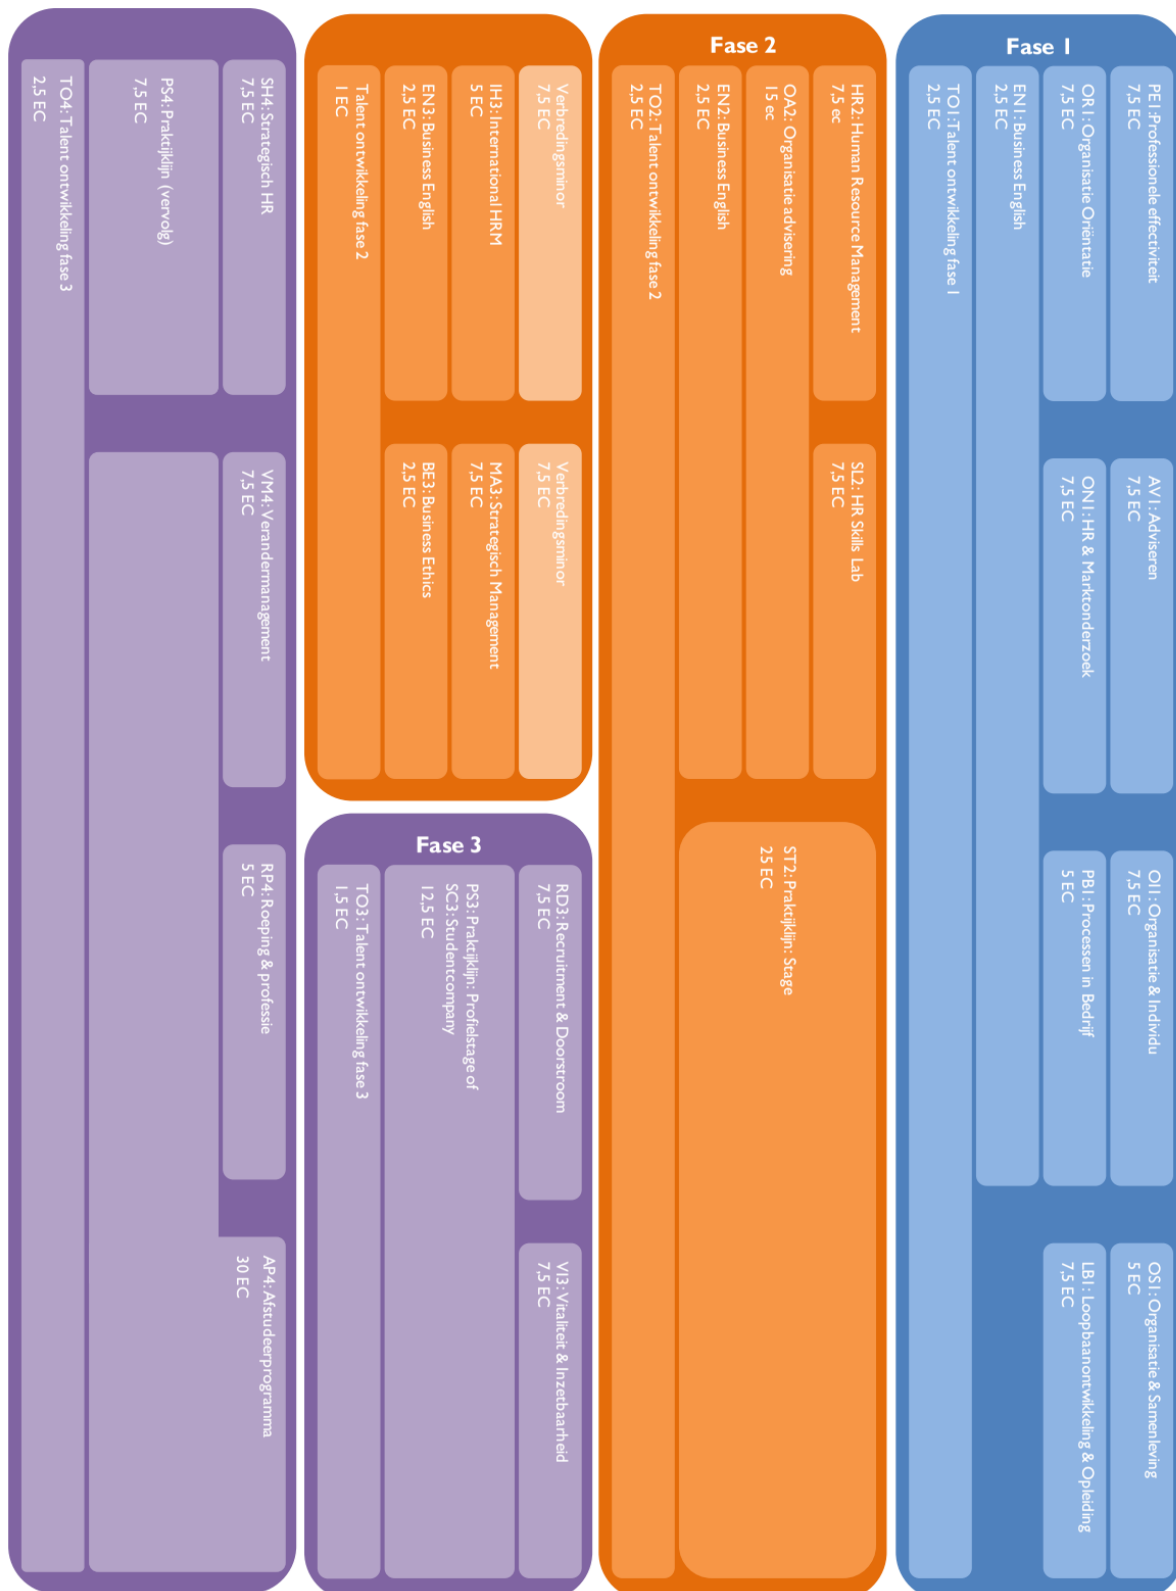 Fase 1
PE1:Professionele effectiviteit
7,5 EC
AV1: Adviseren
7,5 EC
OI1: Organisatie & Individu
7,5 EC
OS1: Organisatie & Samenleving
5 EC
OR1: Organisatie Oriëntatie
7,5 EC
ON1: HR & Marktonderzoek
7,5 EC
PB1: Processen in Bedrijf
5 EC
LB1: Loopbaanontwikkeling & Opleiding
7,5 EC
EN1: Business English
2,5 EC
TO1:Talent ontwikkeling fase 1
2,5 EC
Fase 2
HR2: Human Resource Management
7,5 ec
SL2: HR Skills Lab
7,5 EC
OA2: Organisatie advisering
15 ec
ST2: Praktijklijn: Stage
25 EC
EN2: Business English
2,5 EC
TO2: Talent ontwikkeling fase 2
2,5 EC
Verbredingsminor
7,5 EC
Verbredingsminor
7,5 EC
IH3: International HRM
5 EC
MA3: Strategisch Management
7,5 EC
EN3: Business English
2,5 EC
BE3: Business Ethics
2,5 EC
Talent ontwikkeling fase 2
1 EC
Fase 3
RD3: Recruitment & Doorstroom
7,5 EC
VI3: Vitaliteit & Inzetbaarheid
7,5 EC
PS3: Praktijklijn: Profielstage of
SC3: Studentcompany
12,5 EC
TO3: Talent ontwikkeling fase 3
1,5 EC
SH4: Strategisch HR
7,5 EC
VM4: Verandermanagement
7,5 EC
RP4: Roeping & professie
5 EC
AP4: Afstudeerprogramma
30 EC
PS4: Praktijklijn (vervolg)
7,5 EC
TO4: Talent ontwikkeling fase 3
2,5 EC